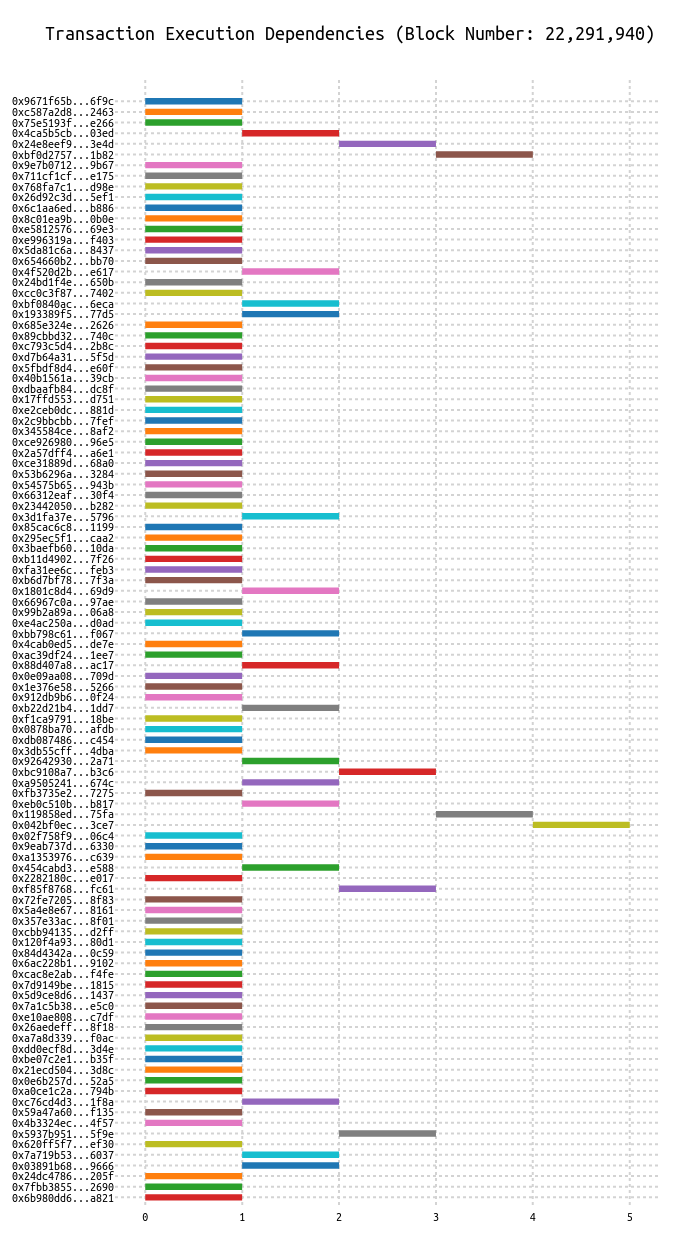 Transaction Execution Dependencies (Block Number: 22,291,940)
0x9671f65b...6f9c
0xc587a2d8...2463
0x75e5193f...e266
0x4ca5b5cb...03ed
0x24e8eef9...3e4d
0xbf0d2757...1b82
0x9e7b0712...9b67
0x711cf1cf...e175
0x768fa7c1...d98e
0x26d92c3d...5ef1
0x6c1aa6ed...b886
0x8c01ea9b...0b0e
0xe5812576...69e3
0xe996319a...f403
0x5da81c6a...8437
0x654660b2...bb70
0x4f520d2b...e617
0x24bd1f4e...650b
0xcc0c3f87...7402
0xbf0840ac...6eca
0x193389f5...77d5
0x685e324e...2626
0x89cbbd32...740c
0xc793c5d4...2b8c
0xd7b64a31...5f5d
0x5fbdf8d4...e60f
0x40b1561a...39cb
0xdbaafb84...dc8f
0x17ffd553...d751
0xe2ceb0dc...881d
0x2c9bbcbb...7fef
0x345584ce...8af2
0xce926980...96e5
0x2a57dff4...a6e1
0xce31889d...68a0
0x53b6296a...3284
0x54575b65...943b
0x66312eaf...30f4
0x23442050...b282
0x3d1fa37e...5796
0x85cac6c8...1199
0x295ec5f1...caa2
0x3baefb60...10da
0xb11d4902...7f26
0xfa31ee6c...feb3
0xb6d7bf78...7f3a
0x1801c8d4...69d9
0x66967c0a...97ae
0x99b2a89a...06a8
0xe4ac250a...d0ad
0xbb798c61...f067
0x4cab0ed5...de7e
0xac39df24...1ee7
0x88d407a8...ac17
0x0e09aa08...709d
0x1e376e58...5266
0x912db9b6...0f24
0xb22d21b4...1dd7
0xf1ca9791...18be
0x0878ba70...afdb
0xdb087486...c454
0x3db55cff...4dba
0x92642930...2a71
0xbc9108a7...b3c6
0xa9505241...674c
0xfb3735e2...7275
0xeb0c510b...b817
0x119858ed...75fa
0x042bf0ec...3ce7
0x02f758f9...06c4
0x9eab737d...6330
0xa1353976...c639
0x454cabd3...e588
0x2282180c...e017
0xf85f8768...fc61
0x72fe7205...8f83
0x5a4e8e67...8161
0x357e33ac...8f01
0xcbb94135...d2ff
0x120f4a93...80d1
0x84d4342a...0c59
0x6ac228b1...9102
0xcac8e2ab...f4fe
0x7d9149be...1815
0x5d9ce8d6...1437
0x7a1c5b38...e5c0
0xe10ae808...c7df
0x26aedeff...8f18
0xa7a8d339...f0ac
0xdd0ecf8d...3d4e
0xbe07c2e1...b35f
0x21ecd504...3d8c
0x0e6b257d...52a5
0xa0ce1c2a...794b
0xc76cd4d3...1f8a
0x59a47a60...f135
0x4b3324ec...4f57
0x5937b951...5f9e
0x620ff5f7...ef30
0x7a719b53...6037
0x03891b68...9666
0x24dc4786...205f
0x7fbb3855...2690
0x6b980dd6...a821
0 1 2 3 4 5